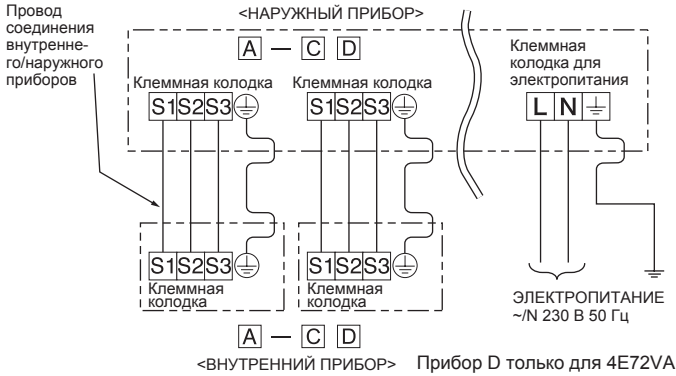 Провод
соединения
внутренне-
го/наружного
приборов
<НАРУЖНЫЙ ПРИБОР>
A — C D
Клеммная колодка
S1 S2 S3
Клеммная колодка
S1 S2 S3
Клеммная
колодка для
электропитания
L N
S1 S2 S3
Клеммная
колодка
S1 S2 S3
Клеммная
колодка
ЭЛЕКТРОПИТАНИЕ
~/N 230 В 50 Гц
A — C D
<ВНУТРЕННИЙ ПРИБОР>
Прибор D только для 4E72VA